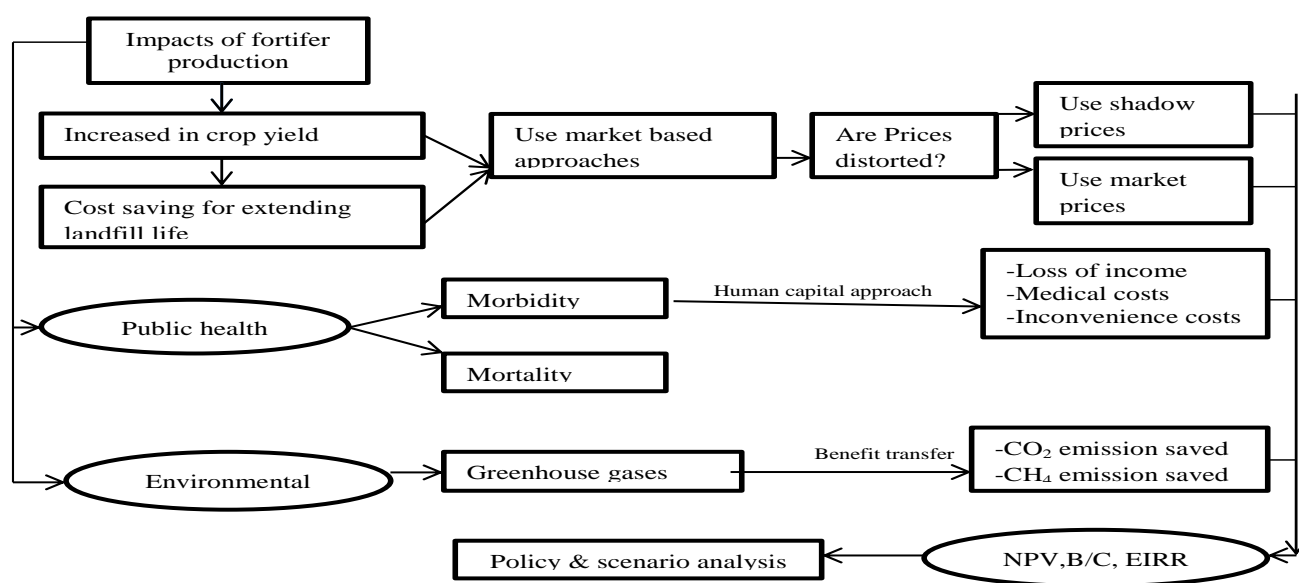 Impacts of fortifer
production
Increased in crop yield
Cost saving for extending
landfill life
Use market based
approaches
Are Prices
distorted?
Use shadow
prices
Use market
prices
Public health
Morbidity
Mortality
Human capital approach
-Loss of income
-Medical costs
-Inconvenience costs
Environmental
Greenhouse gases
Benefit transfer
-CO₂ emission saved
-CH₄ emission saved
Policy & scenario analysis
NPV,B/C, EIRR